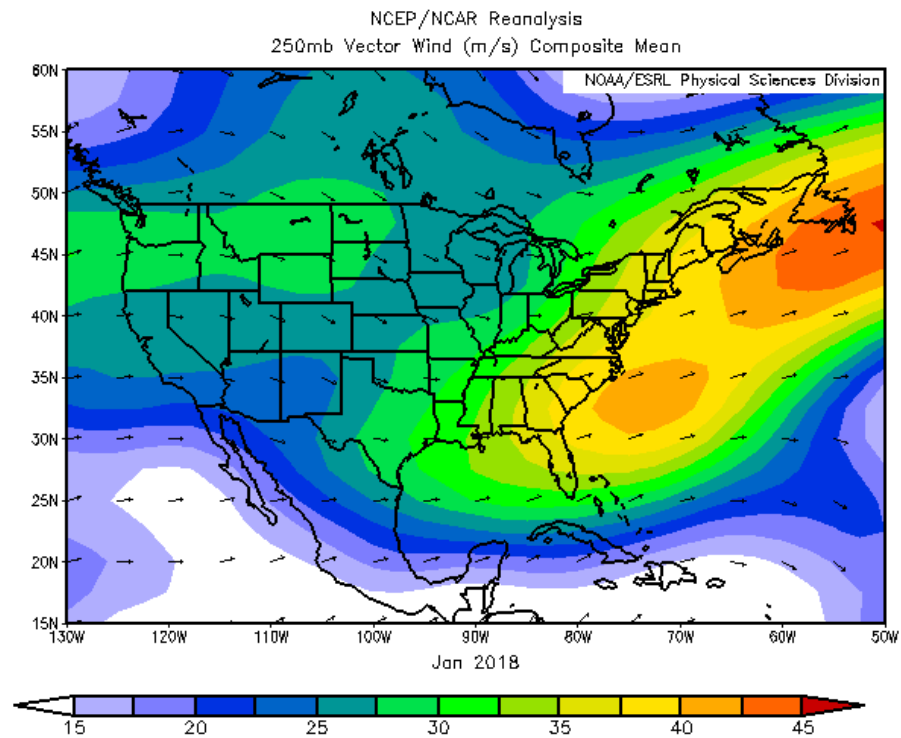 NCEP/NCAR Reanalysis
250mb Vector Wind (m/s) Composite Mean
NOAA/ESRL Physical Sciences Division
60N
55N
50N
45N
40N
35N
30N
25N
20N
15N
130W 120W 110W 100W 90W 80W 70W 60W 50W
Jan 2018
15 20 25 30 35 40 45